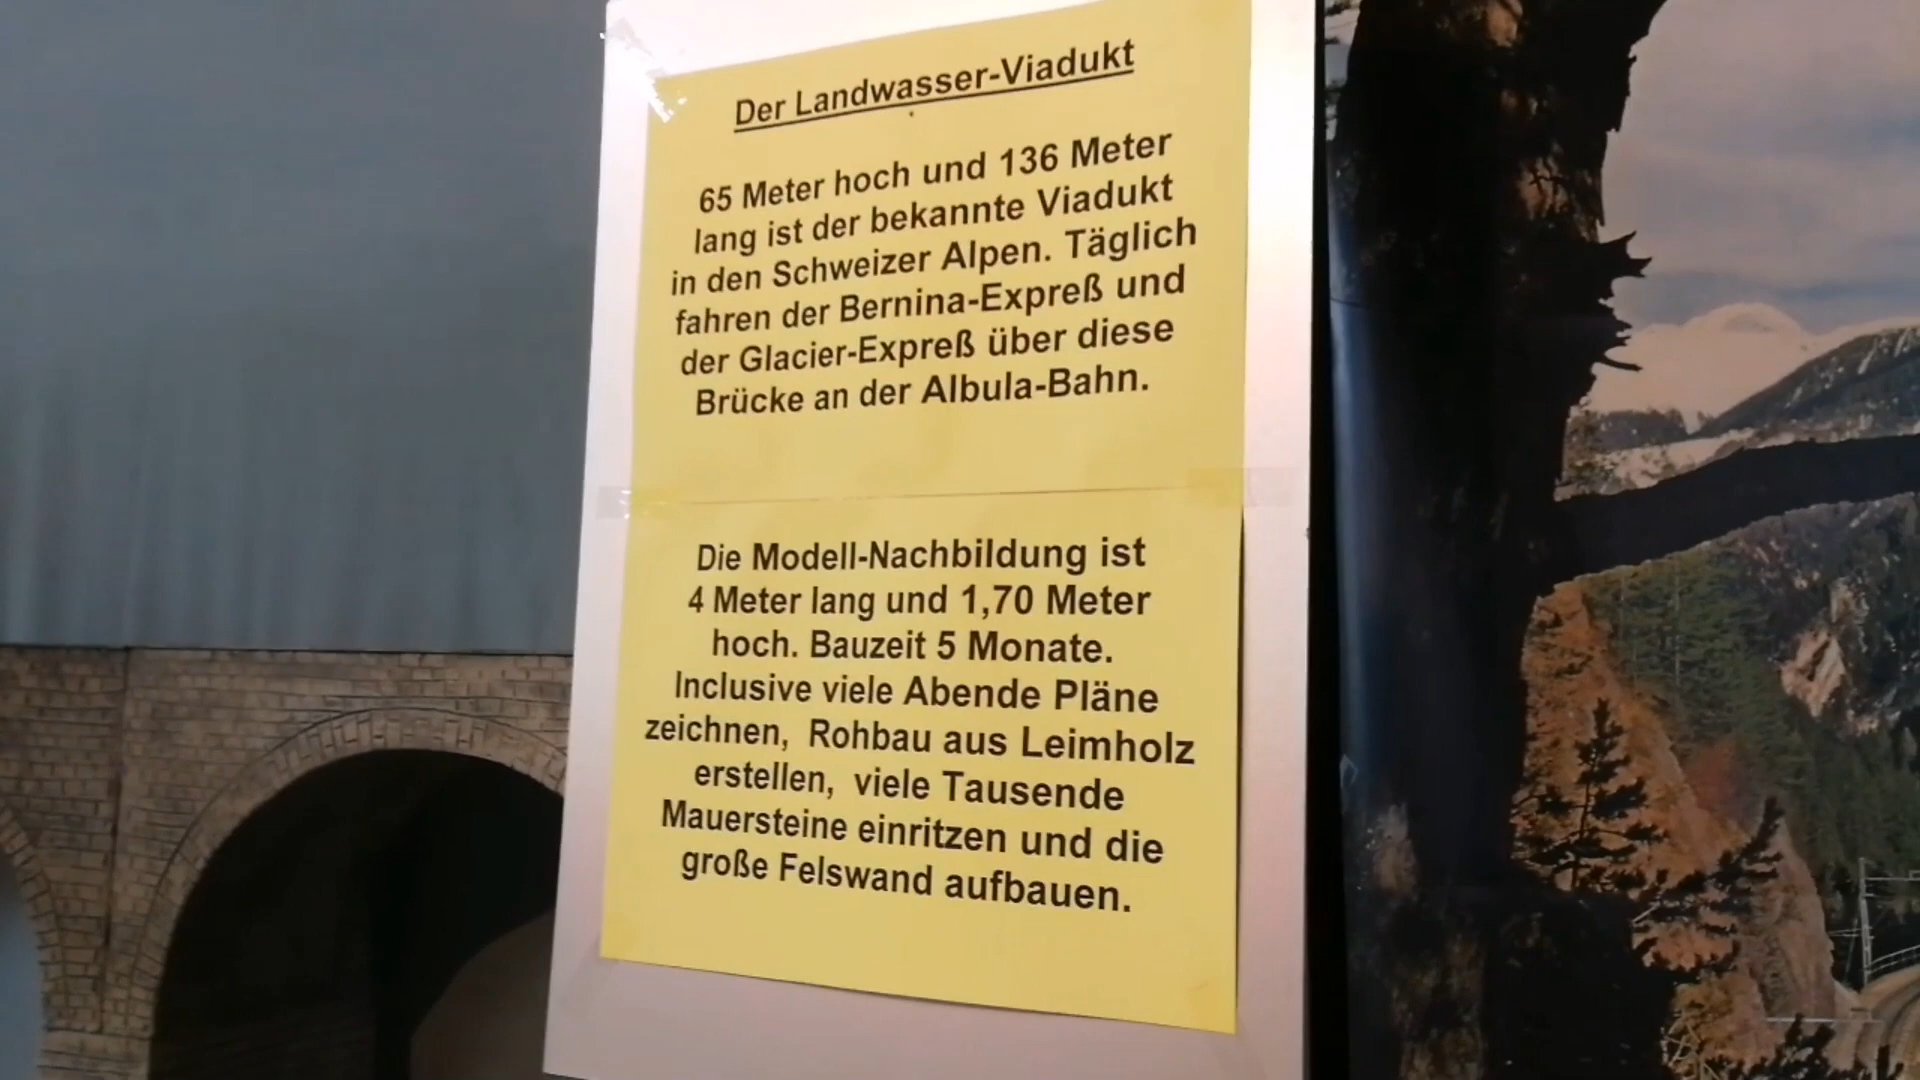 Der Landwasser-Viadukt
65 Meter hoch und 136 Meter
lang ist der bekannte Viadukt
in den Schweizer Alpen. Täglich
fahren der Bernina-Expreß und
der Glacier-Expreß über diese
Brücke an der Albula-Bahn.
Die Modell-Nachbildung ist
4 Meter lang und 1,70 Meter
hoch. Bauzeit 5 Monate.
Inclusive viele Abende Pläne
zeichnen, Rohbau aus Leimholz
erstellen, viele Tausende
Mauersteine einritzen und die
große Felswand aufbauen.